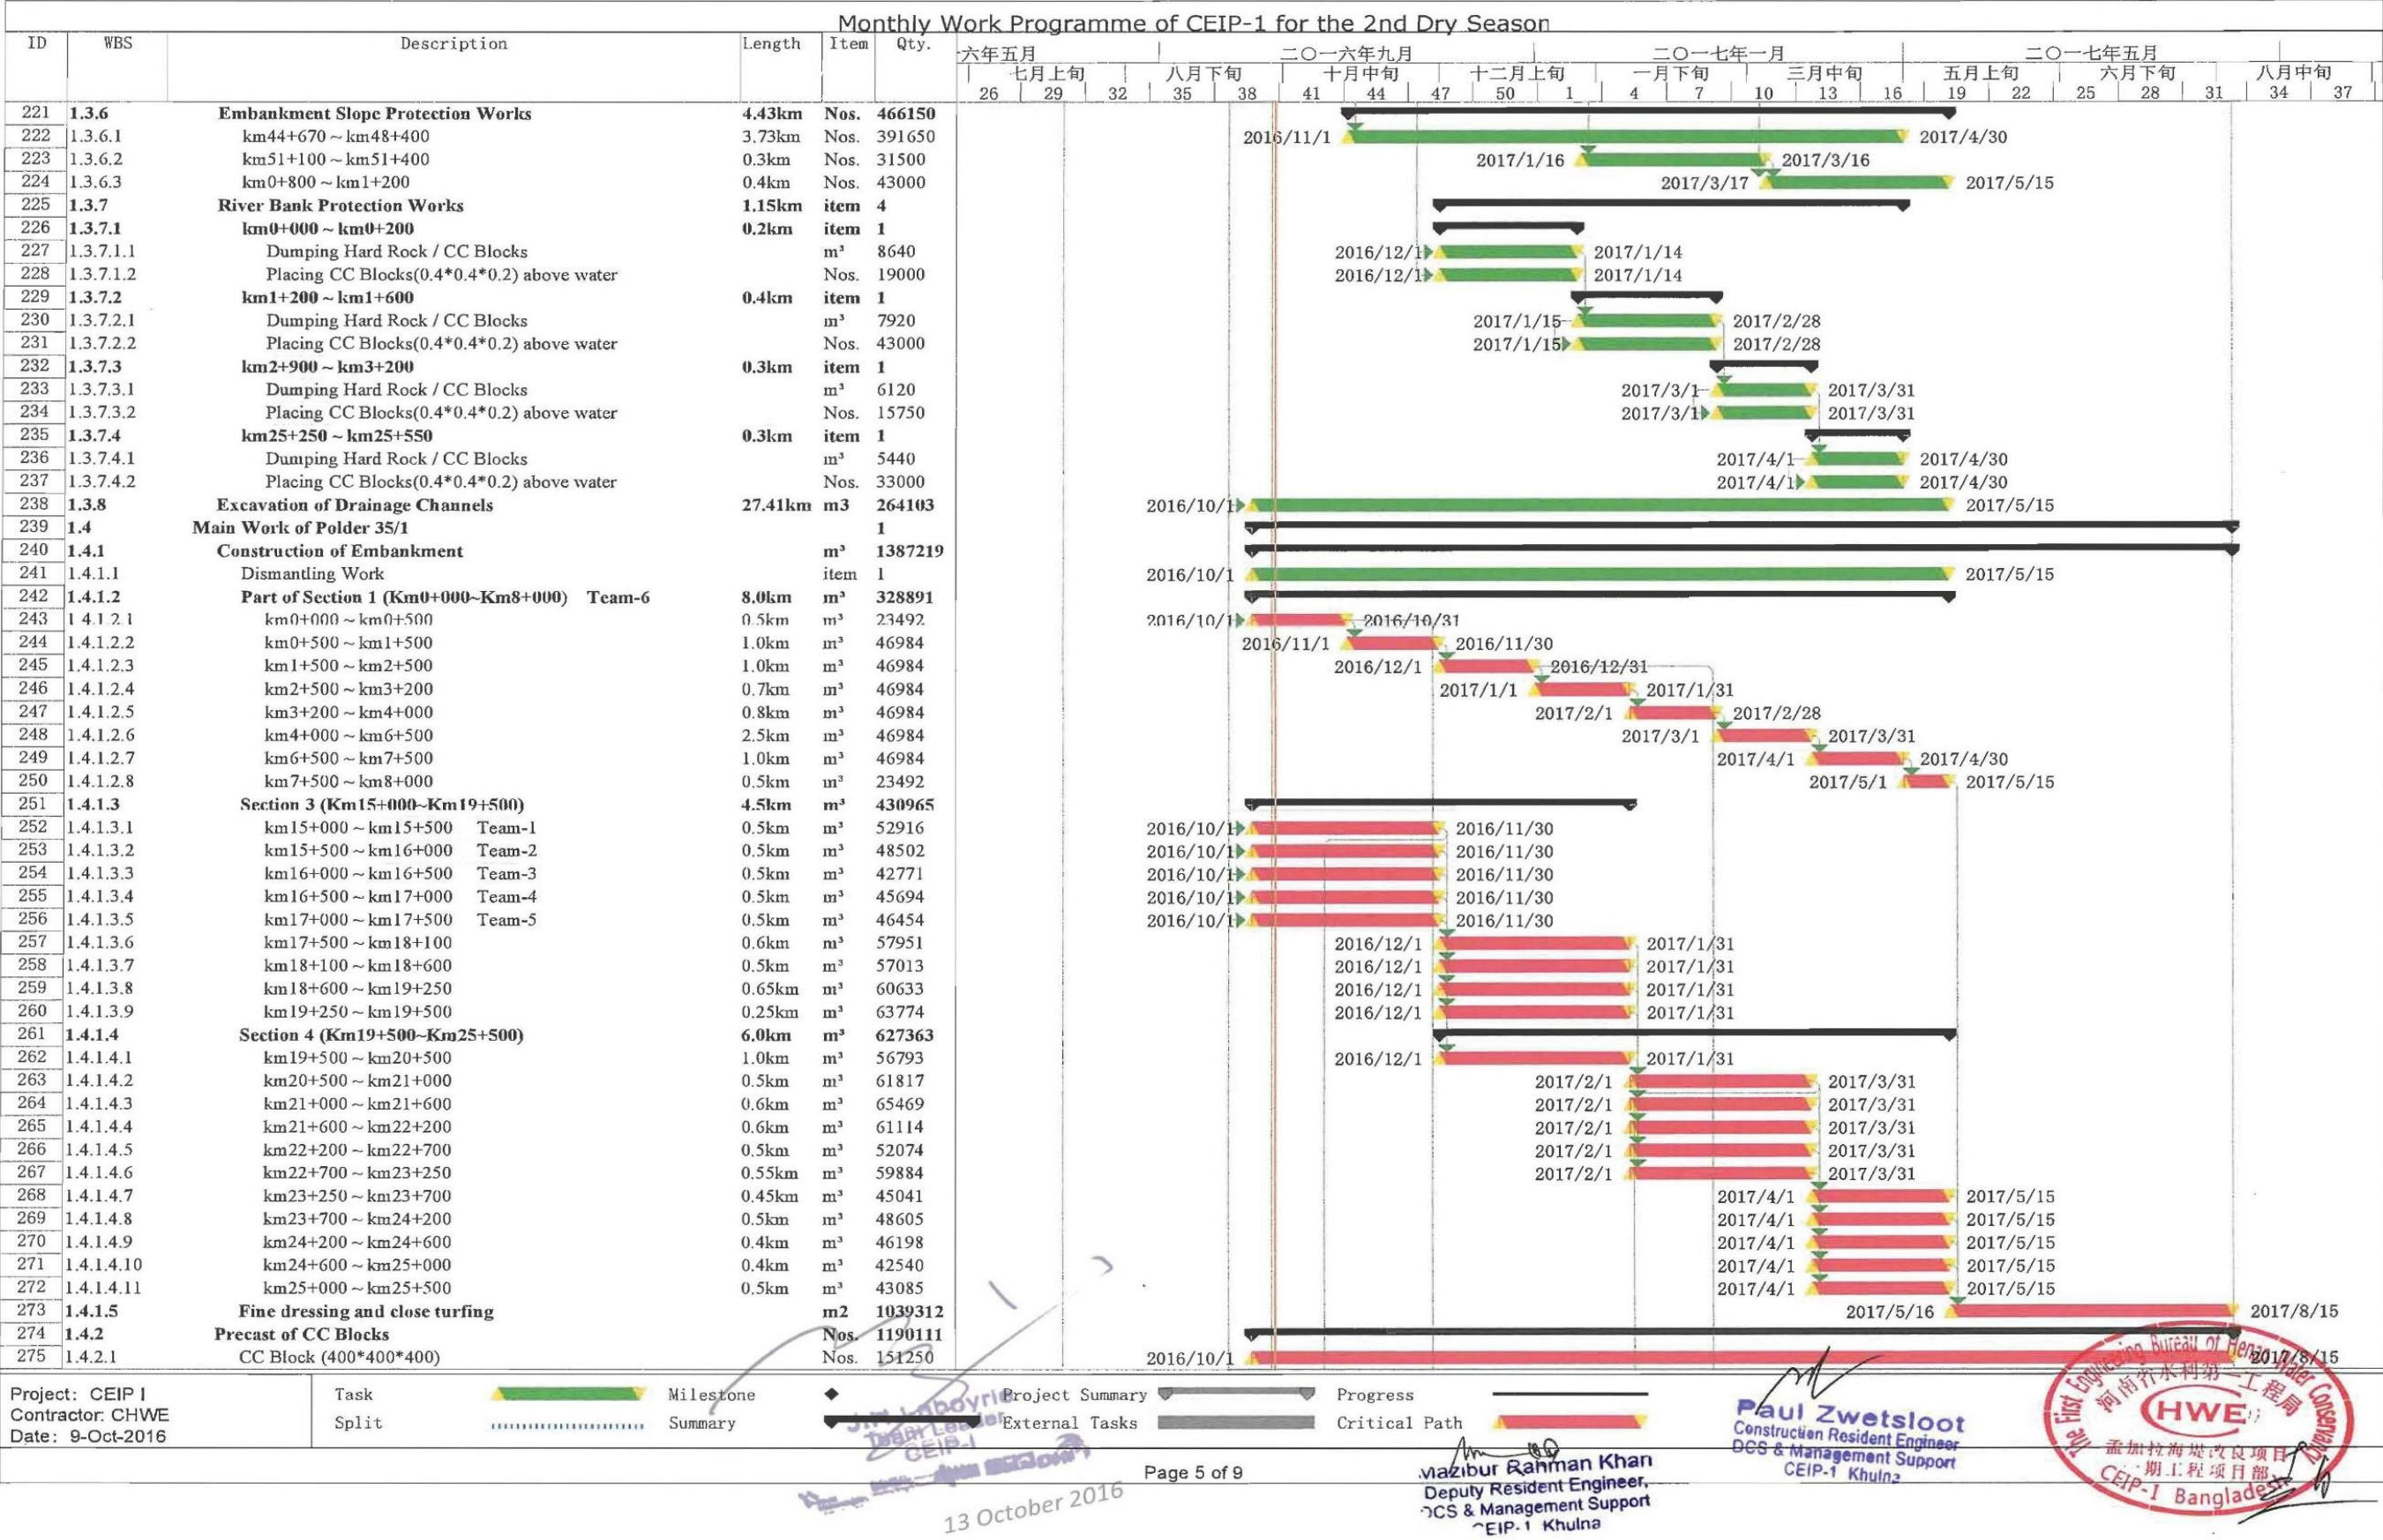 Monthly Work Programme of CEIP-1 for the 2nd Dry Season
ID WBS Description Length Item Qty.
六年五月 二〇一六年九月 二〇一七年一月 二〇一七年五月
七月上旬 八月下旬 十月中旬 十二月上旬 一月下旬 三月中旬 五月上旬 六月下旬 八月中旬
26 29 32 35 38 41 44 47 50 1 4 7 10 13 16 19 22 25 28 31 34 37
221 1.3.6 Embankment Slope Protection Works 4.43km Nos. 466150
222 1.3.6.1 km44+670～km48+400 3.73km Nos. 391650 2016/11/1 2017/4/30
223 1.3.6.2 km51+100～km51+400 0.3km Nos. 31500 2017/1/16 2017/3/16
224 1.3.6.3 km0+800～km1+200 0.4km Nos. 43000 2017/3/17 2017/5/15
225 1.3.7 River Bank Protection Works 1.15km item 4
226 1.3.7.1 km0+000～km0+200 0.2km item 1
227 1.3.7.1.1 Dumping Hard Rock / CC Blocks m³ 8640 2016/12/1 2017/1/14
228 1.3.7.1.2 Placing CC Blocks(0.4*0.4*0.2) above water Nos. 19000 2016/12/1 2017/1/14
229 1.3.7.2 km1+200～km1+600 0.4km item 1
230 1.3.7.2.1 Dumping Hard Rock / CC Blocks m³ 7920 2017/1/15 2017/2/28
231 1.3.7.2.2 Placing CC Blocks(0.4*0.4*0.2) above water Nos. 43000 2017/1/15 2017/2/28
232 1.3.7.3 km2+900～km3+200 0.3km item 1
233 1.3.7.3.1 Dumping Hard Rock / CC Blocks m³ 6120 2017/3/1 2017/3/31
234 1.3.7.3.2 Placing CC Blocks(0.4*0.4*0.2) above water Nos. 15750 2017/3/1 2017/3/31
235 1.3.7.4 km25+250～km25+550 0.3km item 1
236 1.3.7.4.1 Dumping Hard Rock / CC Blocks m³ 5440 2017/4/1 2017/4/30
237 1.3.7.4.2 Placing CC Blocks(0.4*0.4*0.2) above water Nos. 33000 2017/4/1 2017/4/30
238 1.3.8 Excavation of Drainage Channels 27.41km m3 264103 2016/10/1 2017/5/15
239 1.4 Main Work of Polder 35/1 1
240 1.4.1 Construction of Embankment m³ 1387219
241 1.4.1.1 Dismantling Work item 1 2016/10/1 2017/5/15
242 1.4.1.2 Part of Section 1 (Km0+000~Km8+000) Team-6 8.0km m³ 328891
243 1.4.1.2.1 km0+000～km0+500 0.5km m³ 23492 2016/10/1 2016/10/31
244 1.4.1.2.2 km0+500～km1+500 1.0km m³ 46984 2016/11/1 2016/11/30
245 1.4.1.2.3 km1+500～km2+500 1.0km m³ 46984 2016/12/1 2016/12/31
246 1.4.1.2.4 km2+500～km3+200 0.7km m³ 46984 2017/1/1 2017/1/31
247 1.4.1.2.5 km3+200～km4+000 0.8km m³ 46984 2017/2/1 2017/2/28
248 1.4.1.2.6 km4+000～km6+500 2.5km m³ 46984 2017/3/1 2017/3/31
249 1.4.1.2.7 km6+500～km7+500 1.0km m³ 46984 2017/4/1 2017/4/30
250 1.4.1.2.8 km7+500～km8+000 0.5km m³ 23492 2017/5/1 2017/5/15
251 1.4.1.3 Section 3 (Km15+000~Km19+500) 4.5km m³ 430965
252 1.4.1.3.1 km15+000～km15+500 Team-1 0.5km m³ 52916 2016/10/1 2016/11/30
253 1.4.1.3.2 km15+500～km16+000 Team-2 0.5km m³ 48502 2016/10/1 2016/11/30
254 1.4.1.3.3 km16+000～km16+500 Team-3 0.5km m³ 42771 2016/10/1 2016/11/30
255 1.4.1.3.4 km16+500～km17+000 Team-4 0.5km m³ 45694 2016/10/1 2016/11/30
256 1.4.1.3.5 km17+000～km17+500 Team-5 0.5km m³ 46454 2016/10/1 2016/11/30
257 1.4.1.3.6 km17+500～km18+100 0.6km m³ 57951 2016/12/1 2017/1/31
258 1.4.1.3.7 km18+100～km18+600 0.5km m³ 57013 2016/12/1 2017/1/31
259 1.4.1.3.8 km18+600～km19+250 0.65km m³ 60633 2016/12/1 2017/1/31
260 1.4.1.3.9 km19+250～km19+500 0.25km m³ 63774 2016/12/1 2017/1/31
261 1.4.1.4 Section 4 (Km19+500~Km25+500) 6.0km m³ 627363
262 1.4.1.4.1 km19+500～km20+500 1.0km m³ 56793 2016/12/1 2017/1/31
263 1.4.1.4.2 km20+500～km21+000 0.5km m³ 61817 2017/2/1 2017/3/31
264 1.4.1.4.3 km21+000～km21+600 0.6km m³ 65469 2017/2/1 2017/3/31
265 1.4.1.4.4 km21+600～km22+200 0.6km m³ 61114 2017/2/1 2017/3/31
266 1.4.1.4.5 km22+200～km22+700 0.5km m³ 52074 2017/2/1 2017/3/31
267 1.4.1.4.6 km22+700～km23+250 0.55km m³ 59884 2017/2/1 2017/3/31
268 1.4.1.4.7 km23+250～km23+700 0.45km m³ 45041 2017/4/1 2017/5/15
269 1.4.1.4.8 km23+700～km24+200 0.5km m³ 48605 2017/4/1 2017/5/15
270 1.4.1.4.9 km24+200～km24+600 0.4km m³ 46198 2017/4/1 2017/5/15
271 1.4.1.4.10 km24+600～km25+000 0.4km m³ 42540 2017/4/1 2017/5/15
272 1.4.1.4.11 km25+000～km25+500 0.5km m³ 43085 2017/4/1 2017/5/15
273 1.4.1.5 Fine dressing and close turfing m2 1039312 2017/5/16 2017/8/15
274 1.4.2 Precast of CC Blocks Nos. 1190111
275 1.4.2.1 CC Block (400*400*400) Nos. 151250 2016/10/1 2017/8/15
Project: CEIP I
Contractor: CHWE
Date: 9-Oct-2016
Task Milestone Project Summary Progress
Split Summary External Tasks Critical Path
Team Leader
CEIP-I
13 October 2016
Page 5 of 9
Mazibur Rahman Khan
Deputy Resident Engineer,
DCS & Management Support
CEIP-1 Khulna
Paul Zwetsloot
Construction Resident Engineer
DCS & Management Support
CEIP-1 Khulna
The First Engineering Bureau of Henan Water Conservancy
河南省水利第一工程局
HWE
孟加拉海堤改良项目
一期工程项目部
CEIP-1 Bangladesh